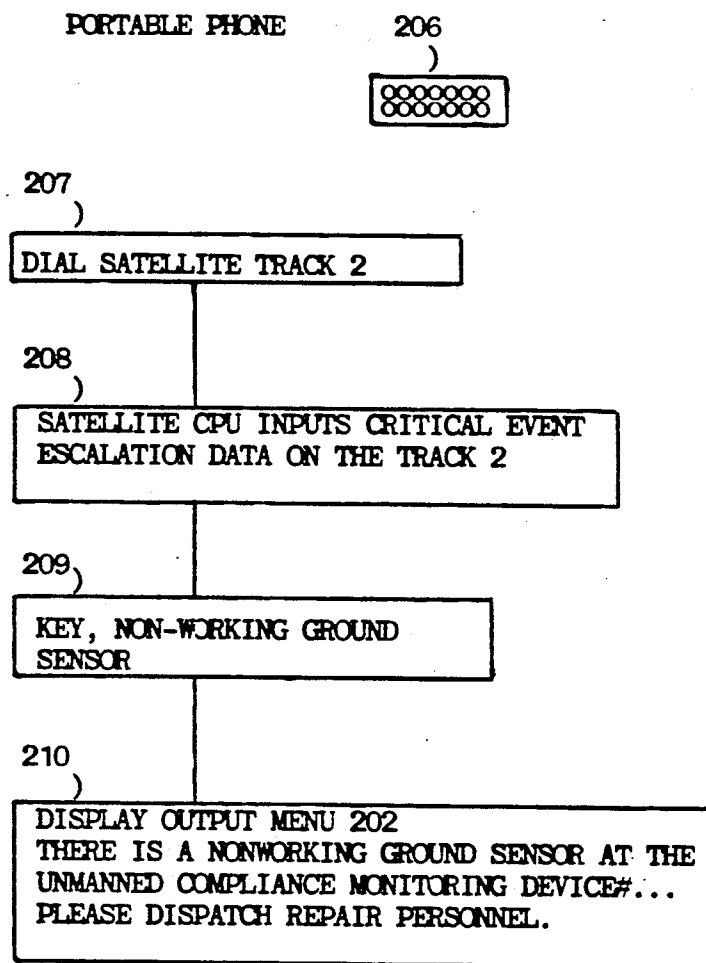 PORTABLE PHONE 206
OOOOOOO
OOOOOOO
207
DIAL SATELLITE TRACK 2
208
SATELLITE CPU INPUTS CRITICAL EVENT
ESCALATION DATA ON THE TRACK 2
209
KEY, NON-WORKING GROUND
SENSOR
210
DISPLAY OUTPUT MENU 202
THERE IS A NONWORKING GROUND SENSOR AT THE
UNMANNED COMPLIANCE MONITORING DEVICE#...
PLEASE DISPATCH REPAIR PERSONNEL.